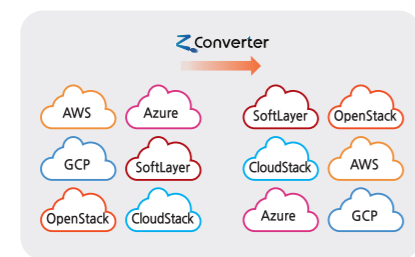 ZConverter
AWS Azure SoftLayer OpenStack
GCP SoftLayer CloudStack AWS
OpenStack CloudStack Azure GCP